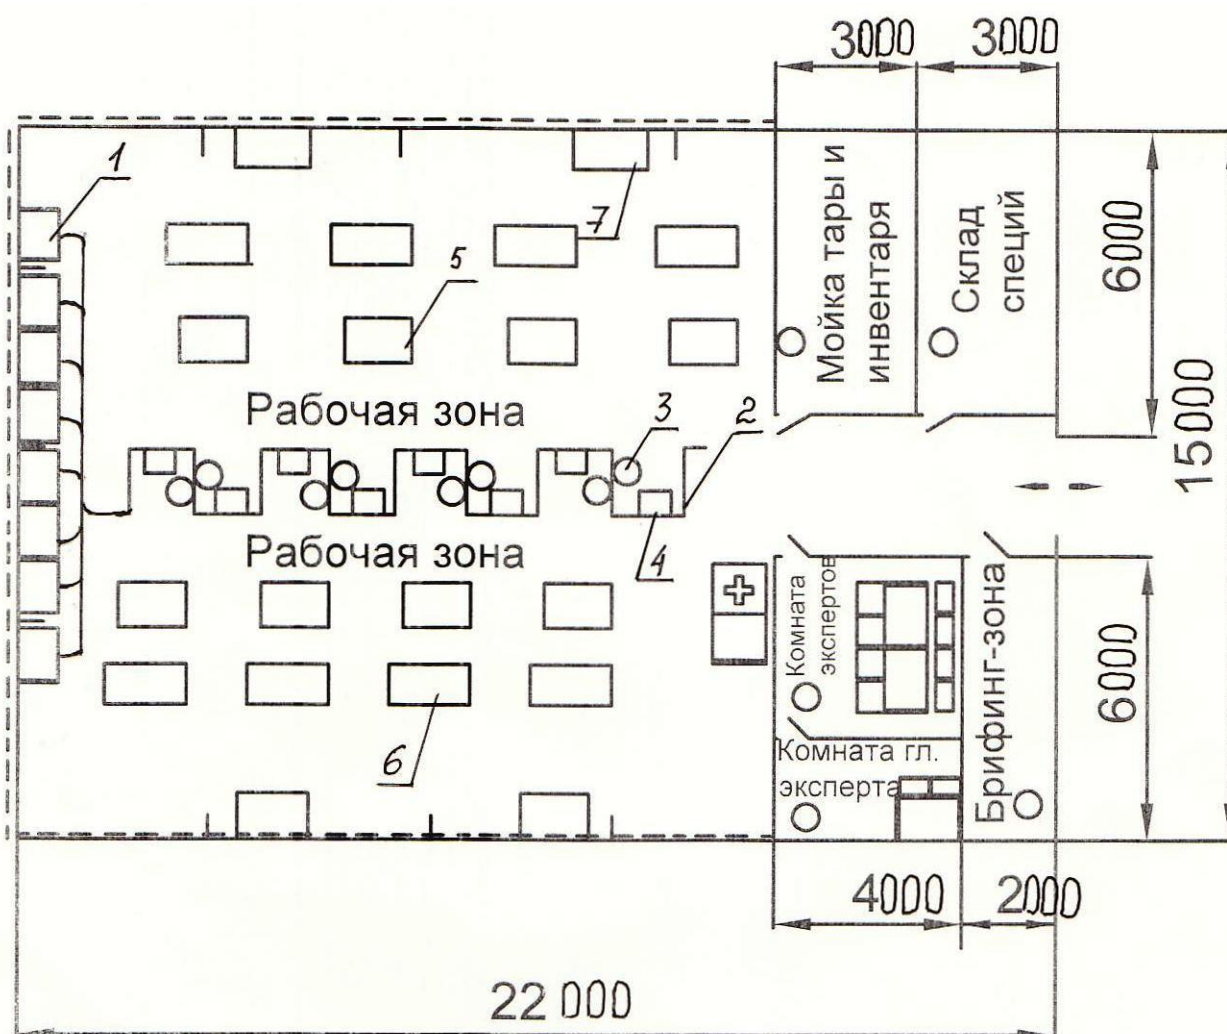 3000
3000
1
7
5
Мойка тары и
инвентаря
Склад
специй
6000
15000
Рабочая зона
3
2
Рабочая зона
4
Комната
экспертов
6
Комната гл.
эксперта
Брифинг-зона
6000
4000
2000
22 000